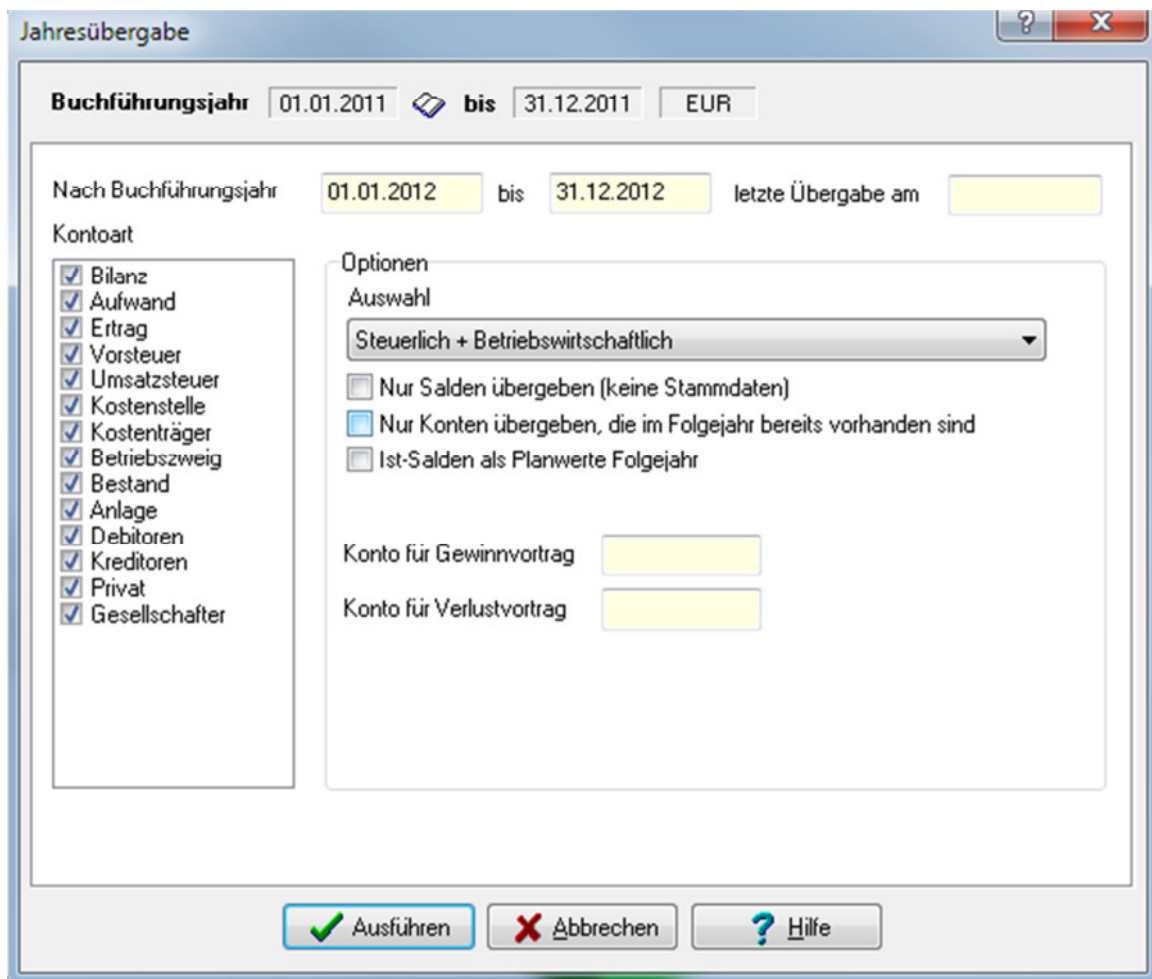 Jahresübergabe
Buchführungsjahr 01.01.2011 bis 31.12.2011 EUR
Nach Buchführungsjahr 01.01.2012 bis 31.12.2012 letzte Übergabe am
Kontoart
Bilanz
Aufwand
Ertrag
Vorsteuer
Umsatzsteuer
Kostenstelle
Kostenträger
Betriebszweig
Bestand
Anlage
Debitoren
Kreditoren
Privat
Gesellschafter
Optionen
Auswahl
Steuerlich + Betriebswirtschaftlich
Nur Salden übergeben (keine Stammdaten)
Nur Konten übergeben, die im Folgejahr bereits vorhanden sind
Ist-Salden als Planwerte Folgejahr
Konto für Gewinnvortrag
Konto für Verlustvortrag
Ausführen Abbrechen ? Hilfe